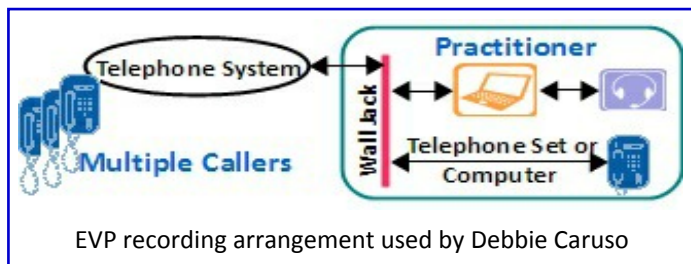 Practitioner
Telephone System
Wall Jack
Multiple Callers
Telephone Set or
Computer
EVP recording arrangement used by Debbie Caruso